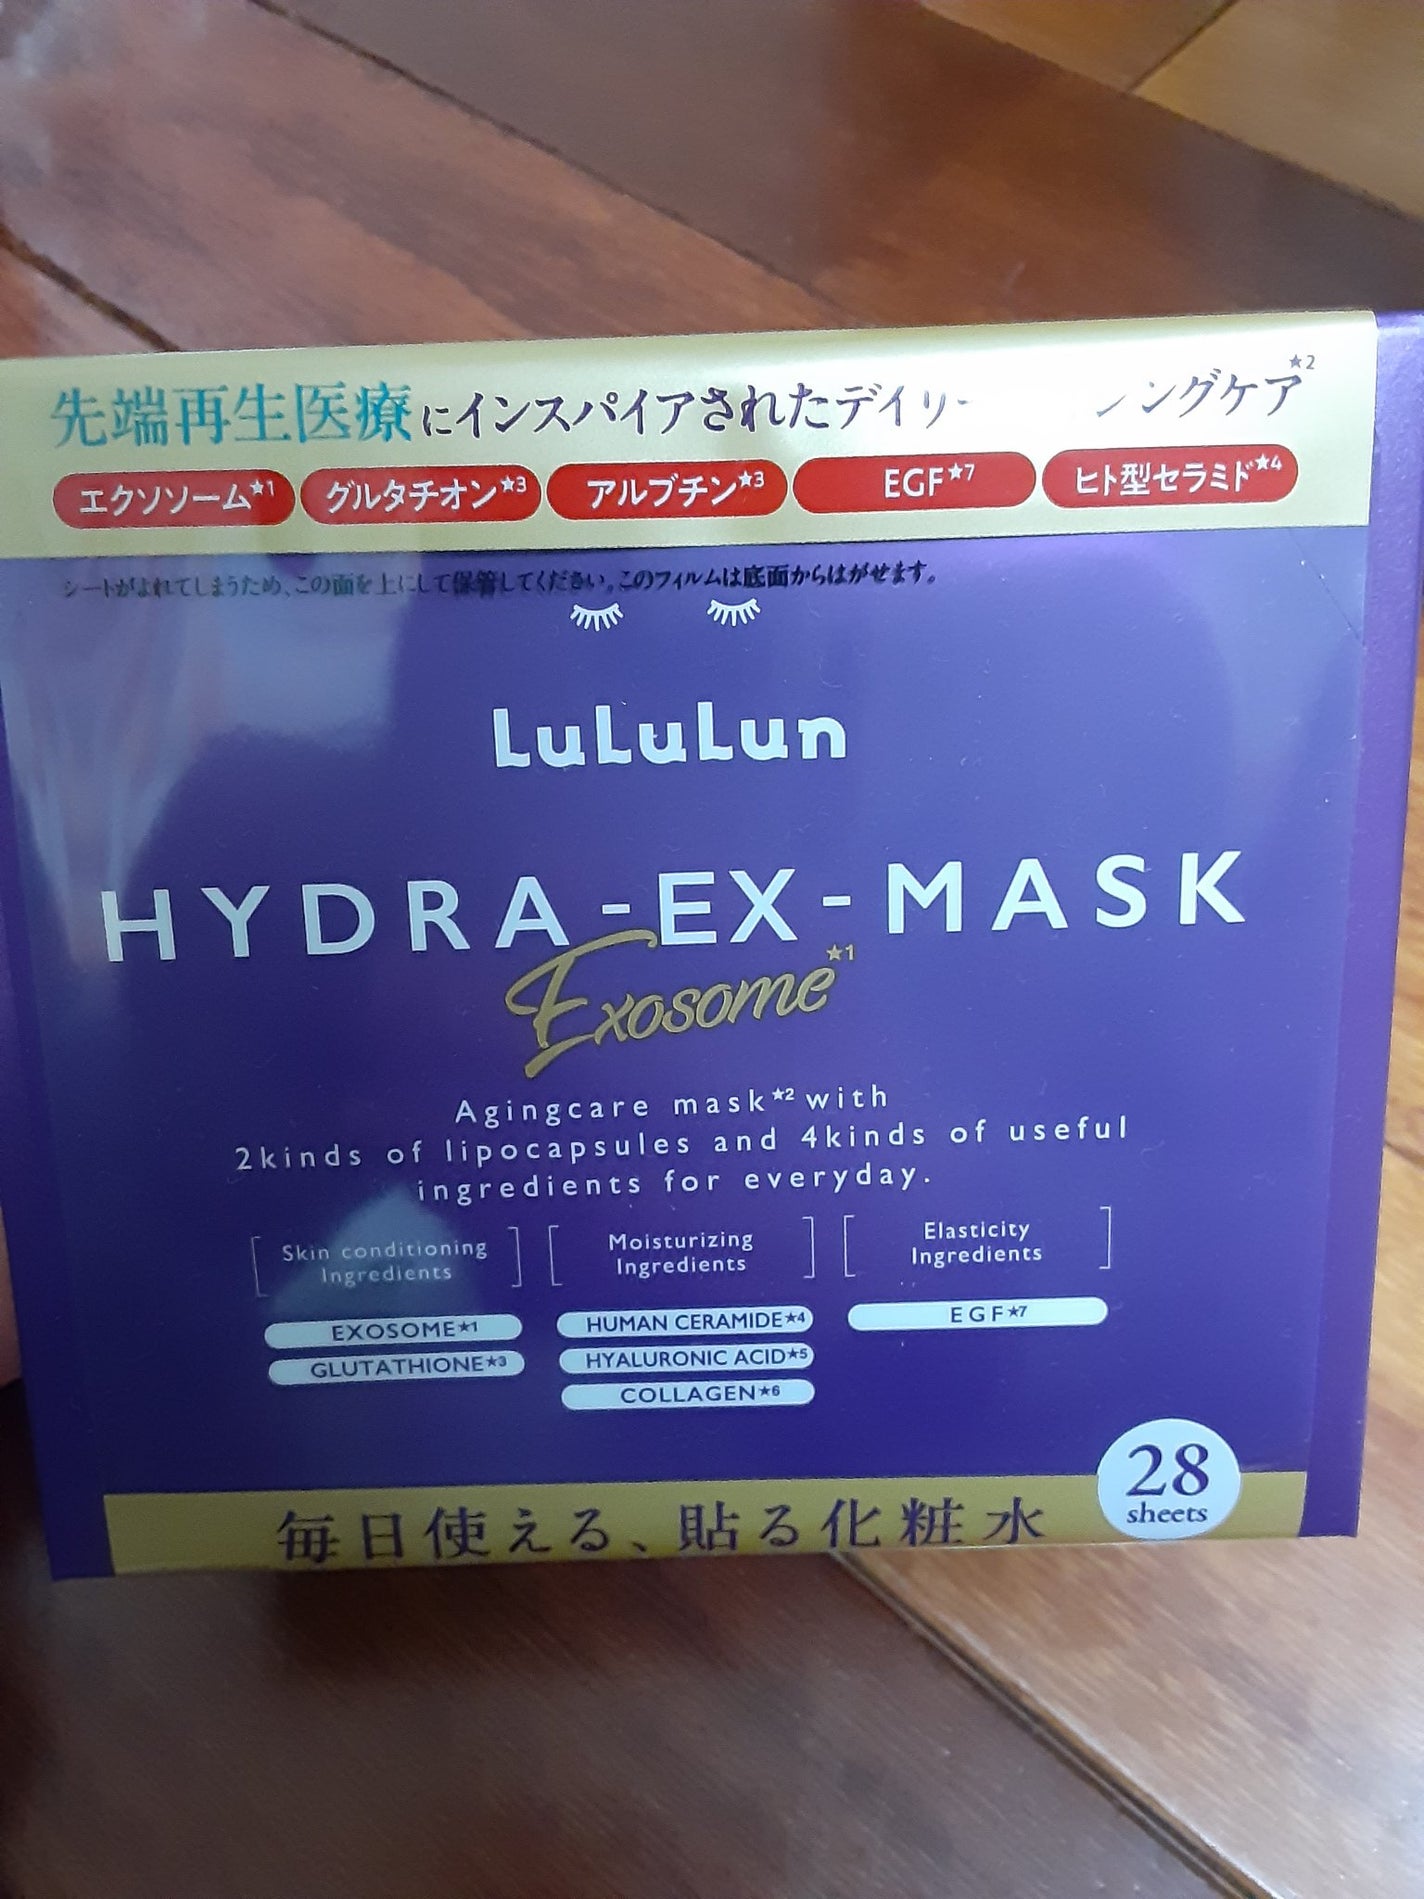 先端再生医療にインスパイアされたデイリー ングケア★2
エクソソーム★1 グルタチオン★3 アルブチン★3 EGF★7 ヒト型セラミド★4
シートがよれてしまうため、この面を上にして保管してください。このフィルムは底面からはがせます。
LuLuLun
HYDRA-EX-MASK
Exosome★1
Agingcare mask★2 with
2kinds of lipocapsules and 4kinds of useful
ingredients for everyday.
Skin conditioning
Ingredients
EXOSOME★1
GLUTATHIONE★3
Moisturizing
Ingredients
HUMAN CERAMIDE★4
HYALURONIC ACID★5
COLLAGEN★6
Elasticity
Ingredients
EGF★7
28
sheets
毎日使える、貼る化粧水